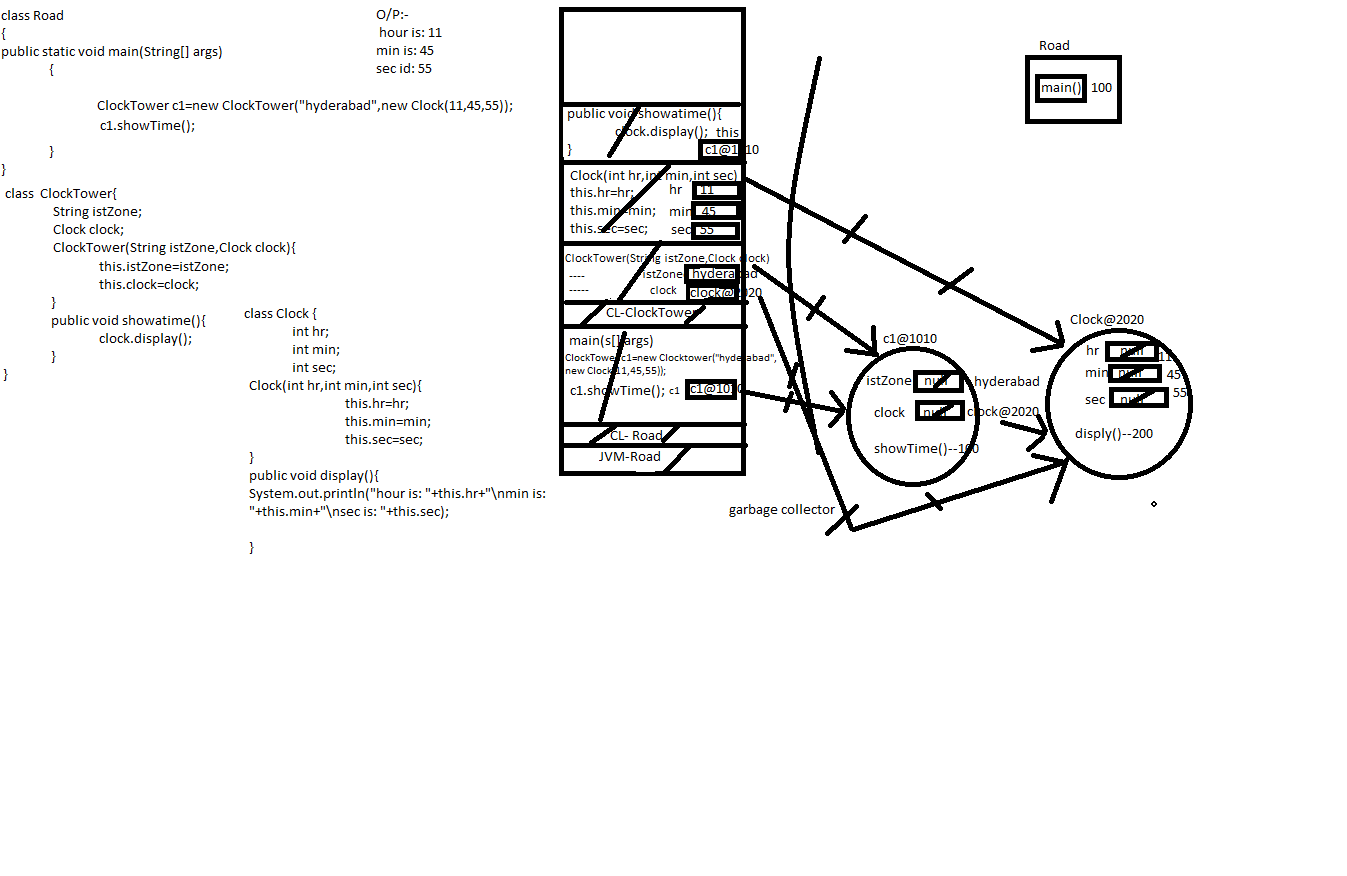 class Road
{
public static void main(String[] args)
{
ClockTower c1=new ClockTower("hyderabad",new Clock(11,45,55));
c1.showTime();
}
}
class ClockTower{
String istZone;
Clock clock;
ClockTower(String istZone,Clock clock){
this.istZone=istZone;
this.clock=clock;
}
public void showatime(){
clock.display();
}
}
class Clock {
int hr;
int min;
int sec;
Clock(int hr,int min,int sec){
this.hr=hr;
this.min=min;
this.sec=sec;
}
public void display(){
System.out.println("hour is: "+this.hr+"\nmin is:
"+this.min+"\nsec is: "+this.sec);
}
O/P:-
hour is: 11
min is: 45
sec id: 55
public void showatime(){
clock.display(); this
} c1@1010
Clock(int hr,int min,int sec)
this.hr=hr; hr 11
this.min=min; min 45
this.sec=sec; sec 55
ClockTower(String istZone,Clock clock)
---- istZone hyderabad
----- clock clock@2020
CL-ClockTower
main(s[]args)
ClockTower c1=new Clocktower("hyderabad",
new Clock(11,45,55));
c1.showTime(); c1 c1@1010
CL- Road
JVM-Road
garbage collector
Road
main() 100
c1@1010
istZone null hyderabad
clock null clock@2020
showTime()--100
Clock@2020
hr null 11
min null 45
sec null 55
disply()--200